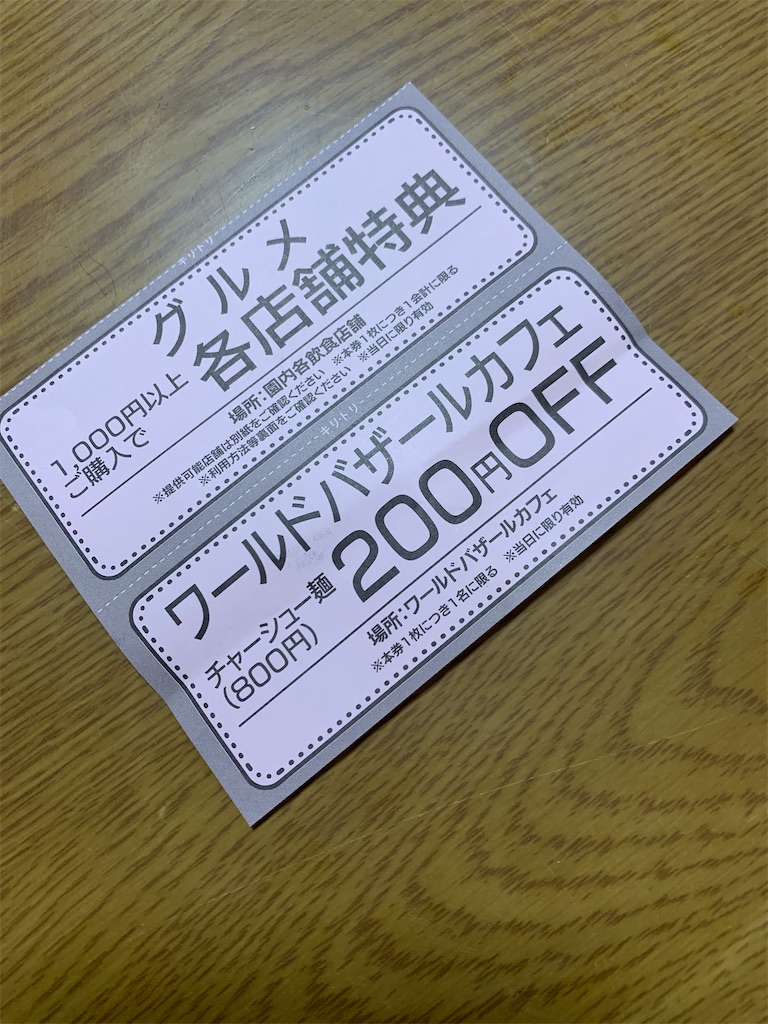 キリトリ
グルメ
各店舗特典
1,000円以上
ご購入で
場所：園内各飲食店舗
※提供可能店舗は別紙をご確認ください ※本券1枚につき1会計に限る
※利用方法等裏面をご確認ください ※当日に限り有効
キリトリ
ワールドバザールカフェ
チャーシュー麺
(800円)
200円OFF
場所：ワールドバザールカフェ
※本券1枚につき1名に限る ※当日に限り有効